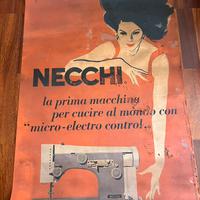 NECCHI
la prima macchina
per cucire al mondo con
"micro-electro control„